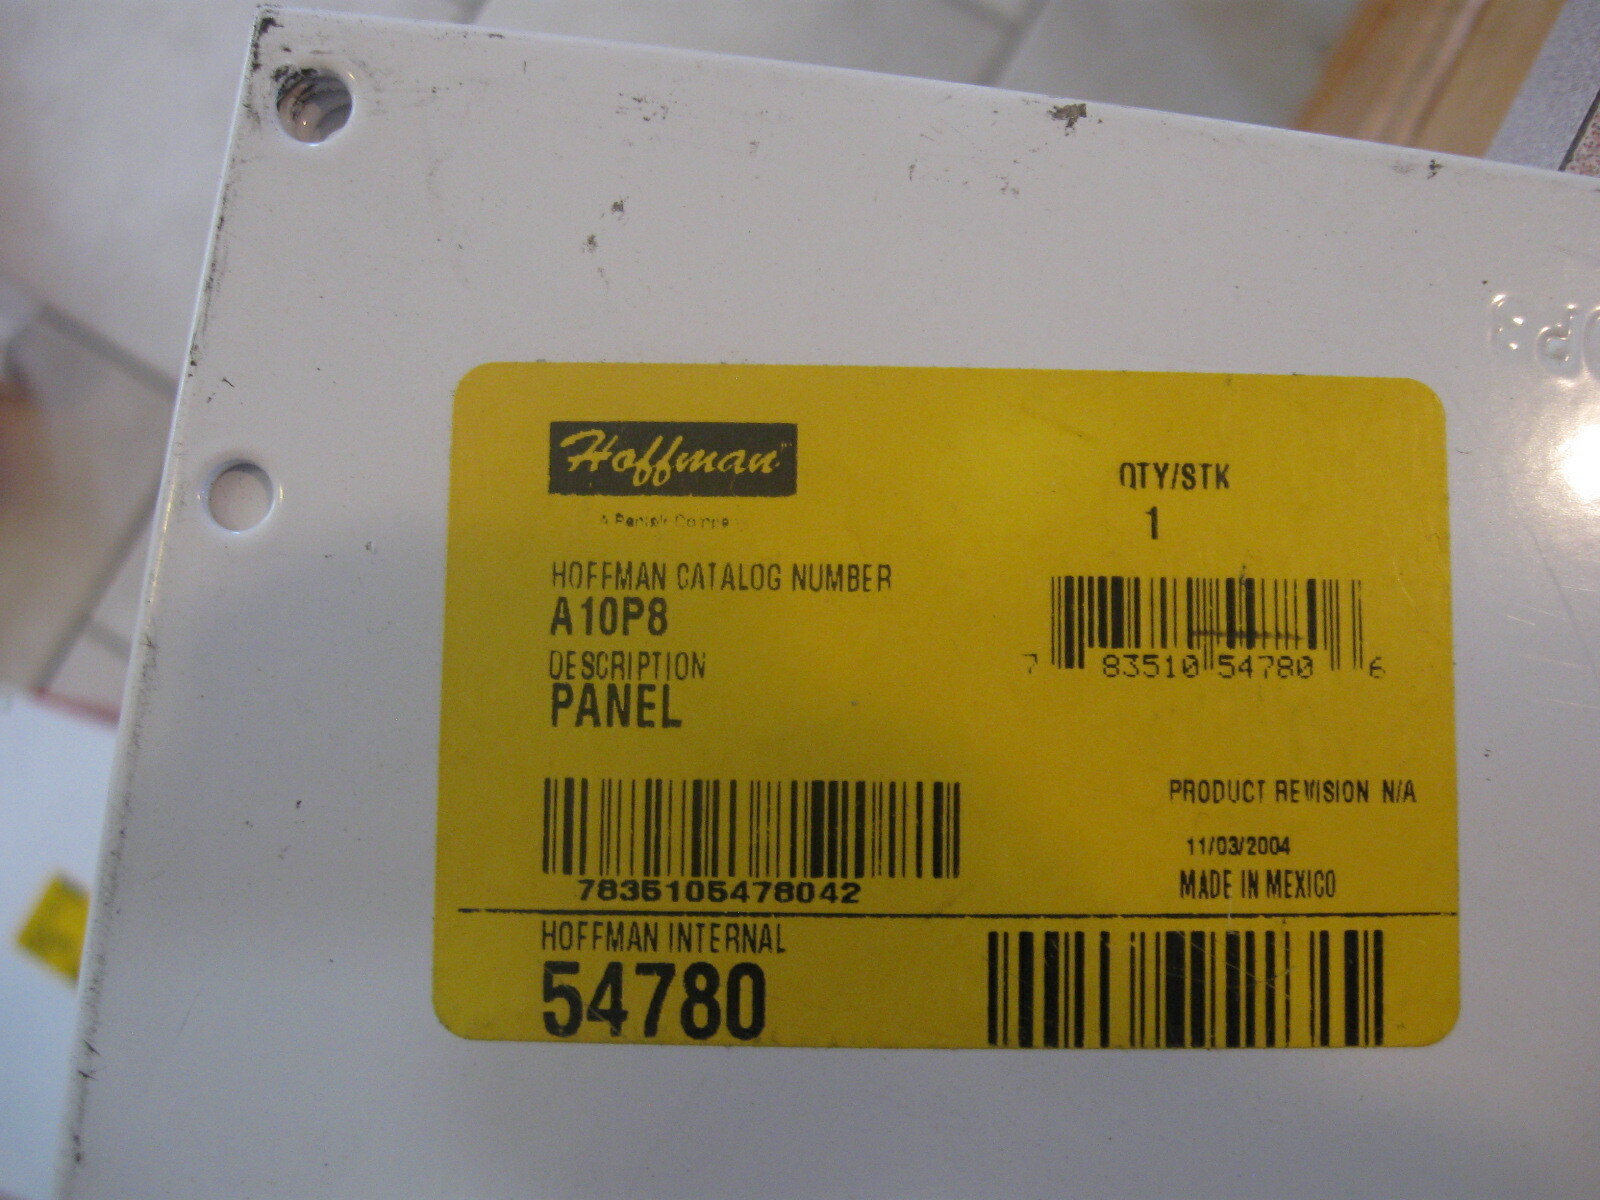 Hoffman
QTY/STK
1
HOFFMAN CATALOG NUMBER
A10P8
DESCRIPTION
PANEL
7 83510 54780 6
PRODUCT REVISION N/A
11/03/2004
MADE IN MEXICO
7835105478042
HOFFMAN INTERNAL
54780